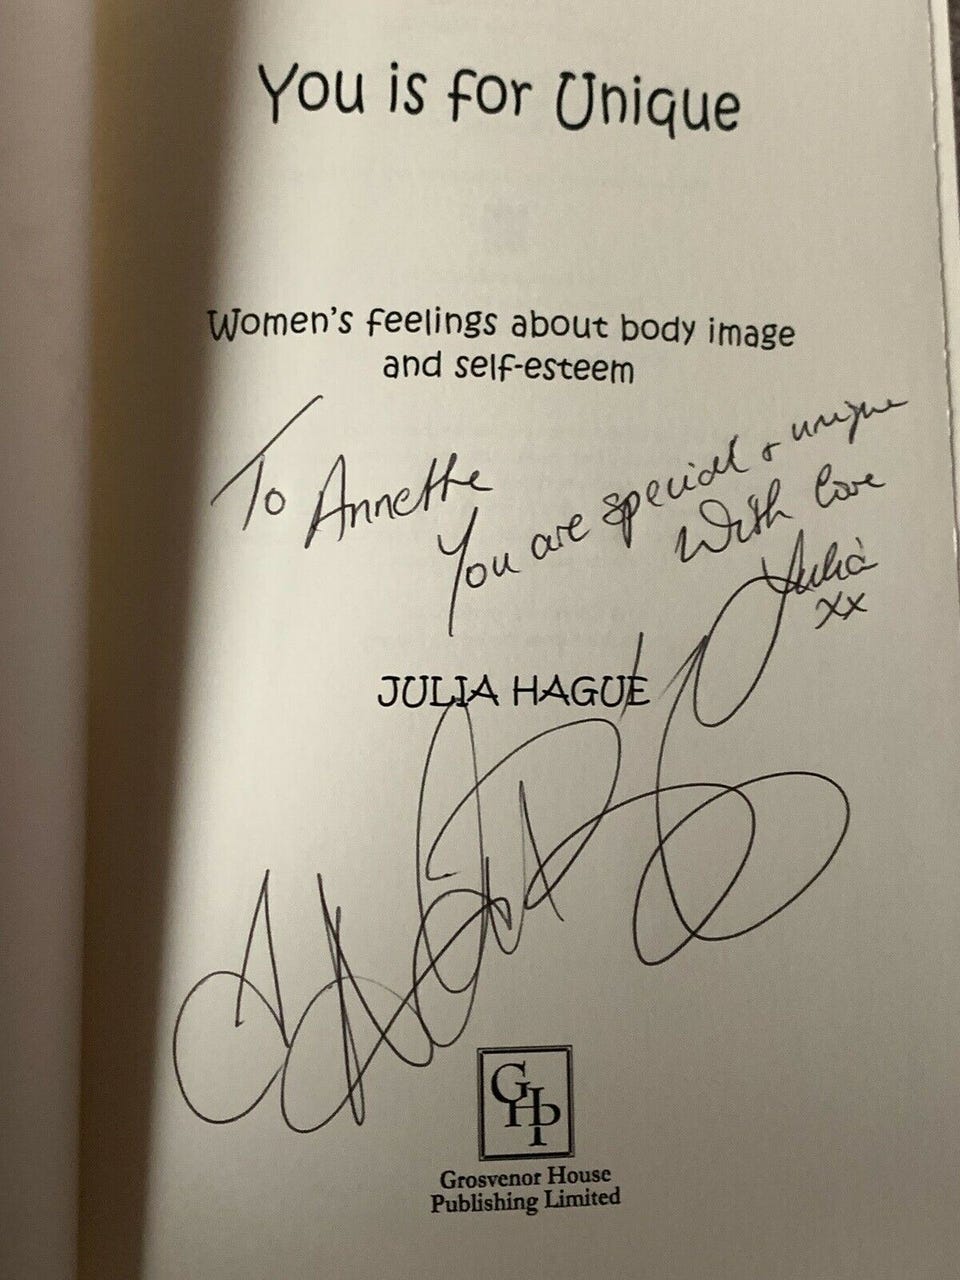 You is for Unique
Women's feelings about body image
and self-esteem
To Annette
You are special + unique
With love
Julia
xx
JULIA HAGUE
GHP
Grosvenor House
Publishing Limited